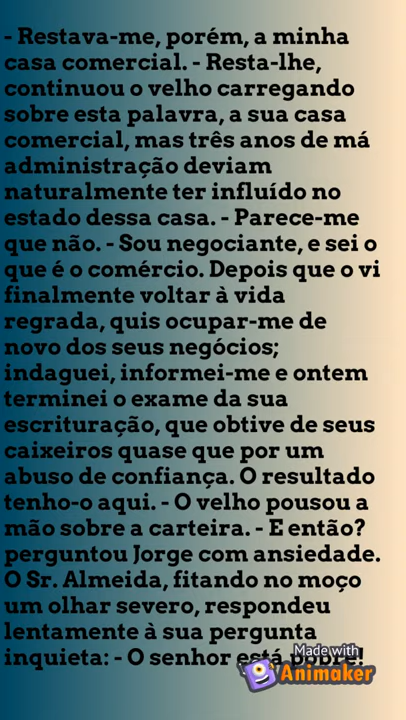 - Restava-me, porém, a minha
casa comercial. - Resta-lhe,
continuou o velho carregando
sobre esta palavra, a sua casa
comercial, mas três anos de má
administração deviam
naturalmente ter influído no
estado dessa casa. - Parece-me
que não. - Sou negociante, e sei o
que é o comércio. Depois que o vi
finalmente voltar à vida
regrada, quis ocupar-me de
novo dos seus negócios;
indaguei, informei-me e ontem
terminei o exame da sua
escrituração, que obtive de seus
caixeiros quase que por um
abuso de confiança. O resultado
tenho-o aqui. - O velho pousou a
mão sobre a carteira. - E então?
perguntou Jorge com ansiedade.
O Sr. Almeida, fitando no moço
um olhar severo, respondeu
lentamente à sua pergunta
inquieta: - O senhor está pobre!
Made with
Animaker